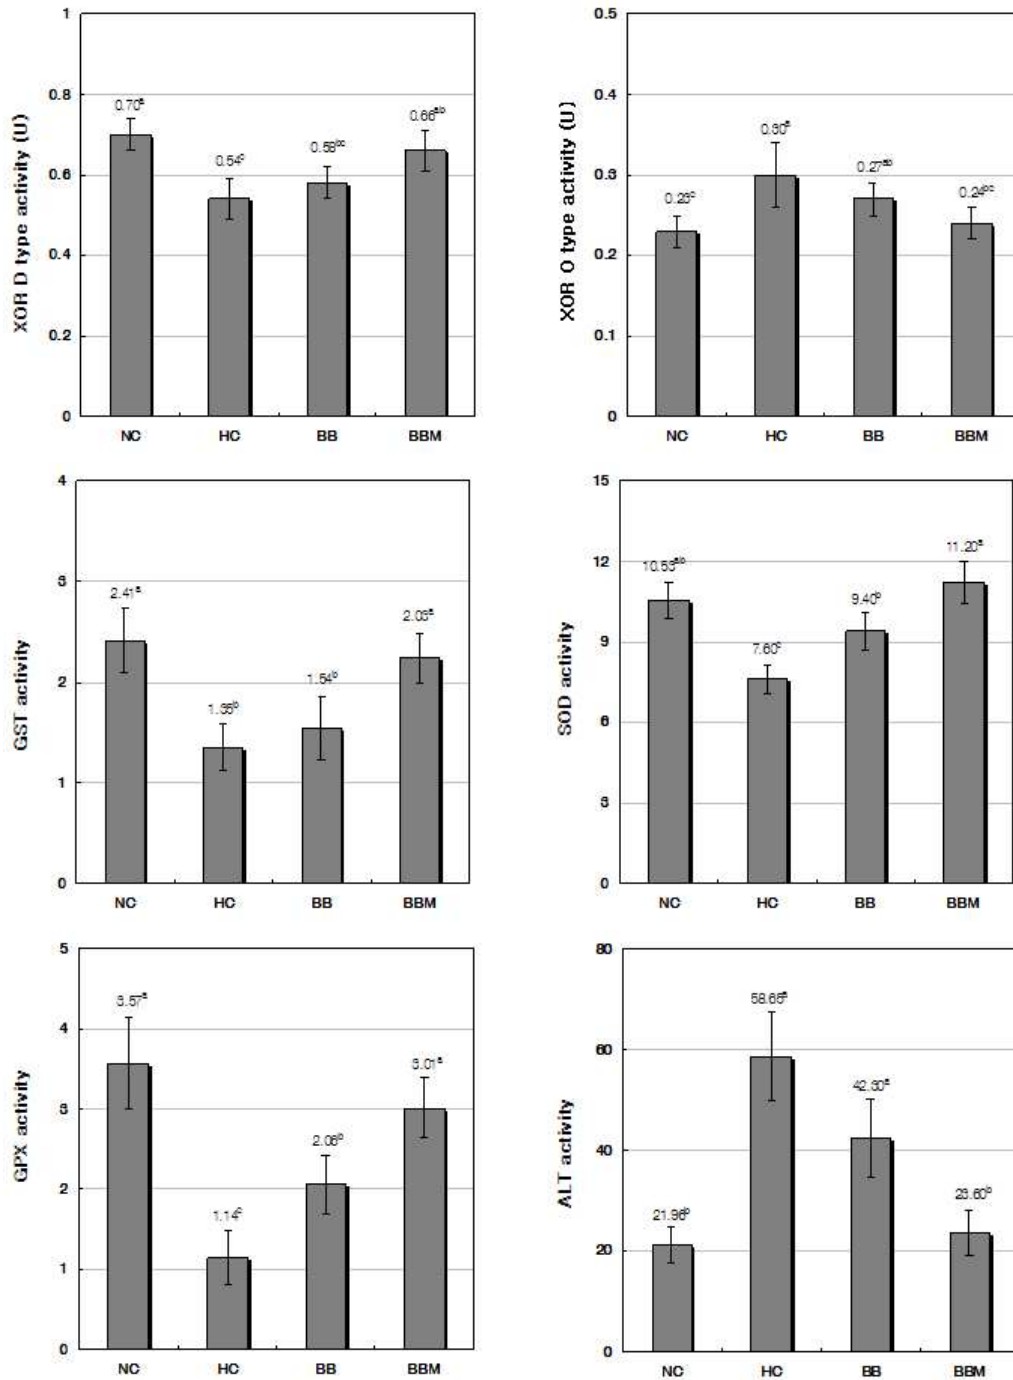 XOR D type activity (U)
1
0.8
0.6
0.4
0.2
0
0.70ᵃ
0.54ᶜ
0.58ᵇᶜ
0.66ᵃᵇ
NC HC BB BBM
XOR O type activity (U)
0.5
0.4
0.3
0.2
0.1
0
0.23ᶜ
0.30ᵃ
0.27ᵃᵇ
0.24ᵇᶜ
NC HC BB BBM
GST activity
4
3
2
1
0
2.41ᵃ
1.54ᵇ
2.03ᵃ
NC HC BB BBM
SOD activity
15
12
9
6
3
0
10.53ᵃᵇ
7.60ᶜ
9.40ᵇ
11.20ᵃ
NC HC BB BBM
GPX activity
5
4
3
2
1
0
3.57ᵃ
1.14ᶜ
2.06ᵇ
3.01ᵃ
NC HC BB BBM
ALT activity
80
60
40
20
0
58.65ᵃ
42.30ᵃ
23.60ᵇ
NC HC BB BBM